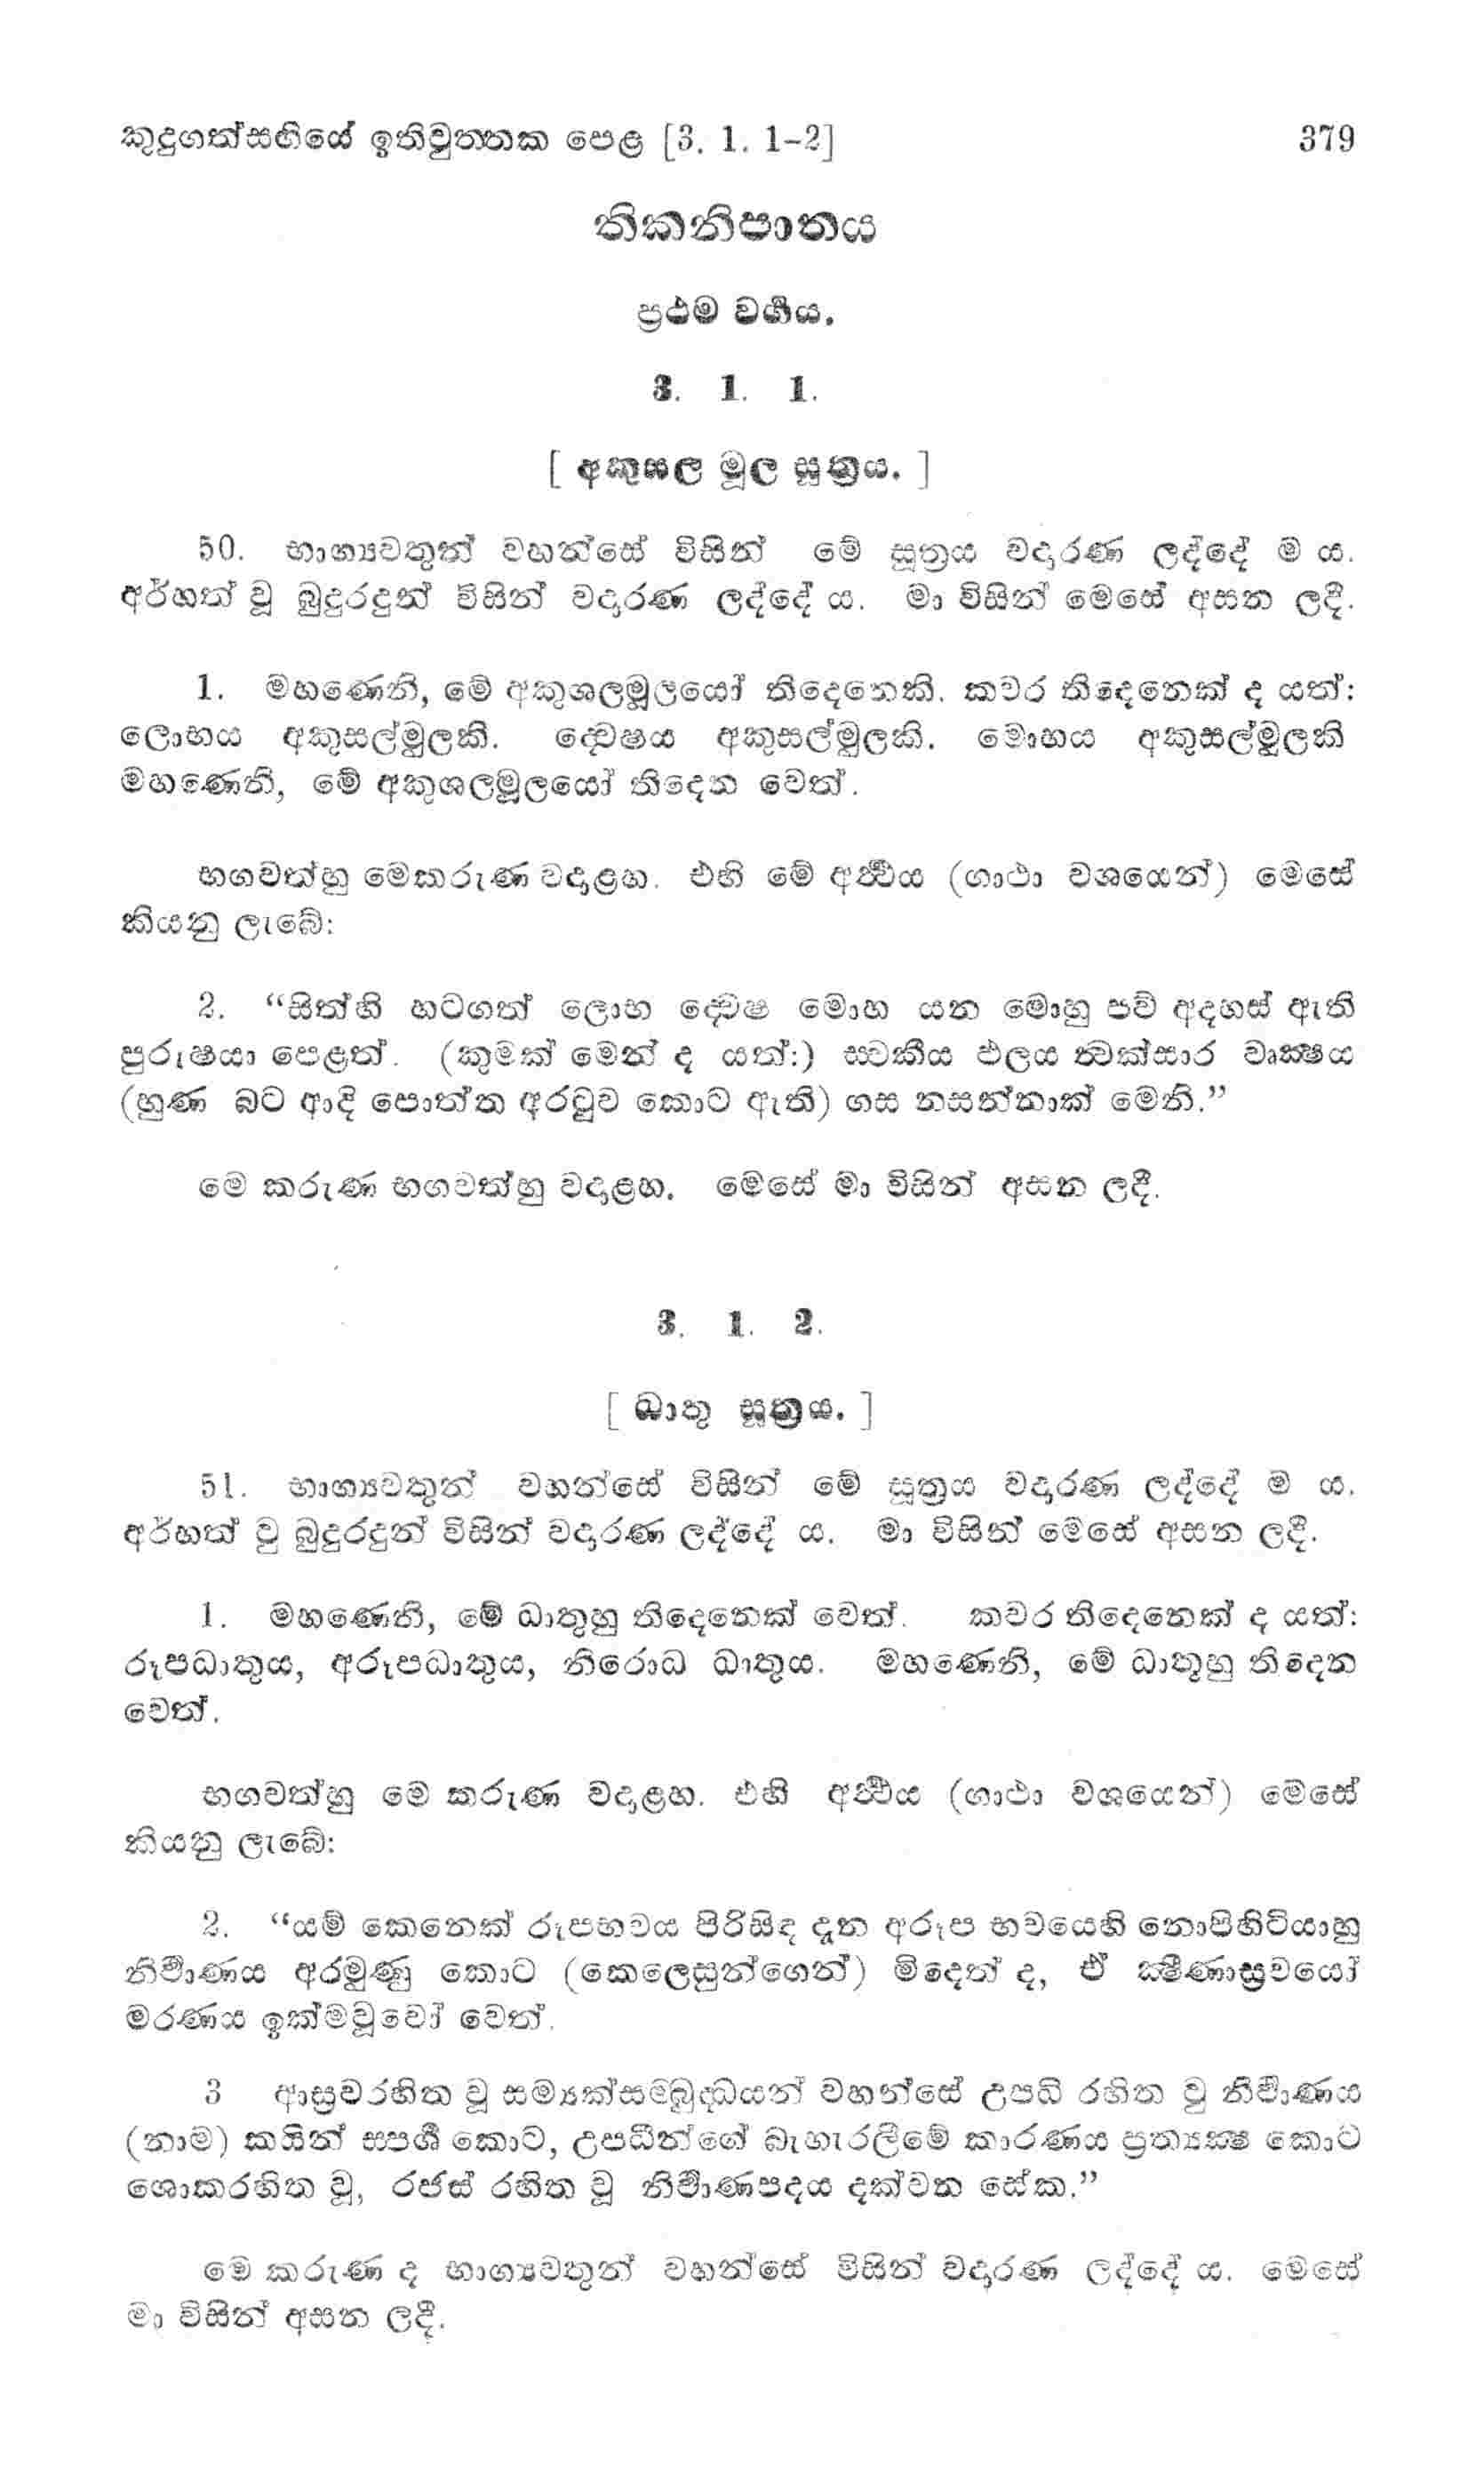 කුදුගත්සඟියේ ඉතිවුත්තක පෙළ [3. 1. 1-2] 379
තිකනිපාතය
ප්‍රථම වර්‍ගය.
3. 1. 1.
[ අකුසල මූල සූත්‍රය. ]
50. භාග්‍යවතුන් වහන්සේ විසින් මේ සූත්‍රය වදාරණ ලද්දේ ම ය.
අර්හත් වූ බුදුරදුන් විසින් වදාරණ ලද්දේ ය. මා විසින් මෙසේ අසන ලදී.
1. මහණෙනි, මේ අකුශලමූලයෝ තිදෙනෙකි. කවර තිදෙනෙක් ද යත්:
ලොභය අකුසල්මුලකි. ද්වෙෂය අකුසල්මුලකි. මොහය අකුසල්මුලකි
මහණෙනි, මේ අකුශලමූලයෝ තිදෙන වෙත්.
භගවත්හු මෙකරුණ වදාළහ. එහි මේ අර්‍ථය (ගාථා වශයෙන්) මෙසේ
කියනු ලැබේ:
2. “සිත්හි හටගත් ලොභ ද්වෙෂ මොහ යන මොහු පව් අදහස් ඇති
පුරුෂයා පෙළත්. (කුමක් මෙන් ද යත්:) ස්වකීය ඵලය ත්වක්සාර වෘක්ෂය
(හුණ බට ආදි පොත්ත අරටුව කොට ඇති) ගස නසන්නාක් මෙනි.”
මෙ කරුණ භගවත්හු වදාළහ. මෙසේ මා විසින් අසන ලදී.
3. 1. 2.
[ ධාතු සූත්‍රය. ]
51. භාග්‍යවතුන් වහන්සේ විසින් මේ සූත්‍රය වදාරණ ලද්දේ ම ය.
අර්හත් වු බුදුරදුන් විසින් වදාරණ ලද්දේ ය. මා විසින් මෙසේ අසන ලදී.
1. මහණෙනි, මේ ධාතුහු තිදෙනෙක් වෙත්. කවර තිදෙනෙක් ද යත්:
රූපධාතුය, අරූපධාතුය, නිරොධ ධාතුය. මහණෙනි, මේ ධාතුහු තිදෙන
වෙත්.
භගවත්හු මෙ කරුණ වදාළහ. එහි අර්‍ථය (ගාථා වශයෙන්) මෙසේ
කියනු ලැබේ:
2. “යම් කෙනෙක් රූපභවය පිරිසිඳ දැන අරූප භවයෙහි නොපිහිටියාහු
නිර්‍වාණය අරමුණු කොට (කෙලෙසුන්ගෙන්) මිදෙත් ද, ඒ ක්ෂීණාස්‍රවයෝ
මරණය ඉක්මවූවෝ වෙත්.
3 ආස්‍රවරහිත වූ සම්‍යක්සම්බුද්ධයන් වහන්සේ උපධි රහිත වු නිර්‍වාණය
(නාම) කයින් ස්පර්‍ශ කොට, උපධීන්ගේ බැහැරලීමේ කාරණය ප්‍රත්‍යක්ෂ කොට
ශොකරහිත වූ, රජස් රහිත වූ නිර්‍වාණපදය දක්වන සේක.”
මෙ කරුණ ද භාග්‍යවතුන් වහන්සේ විසින් වදාරණ ලද්දේ ය. මෙසේ
මා විසින් අසන ලදී.